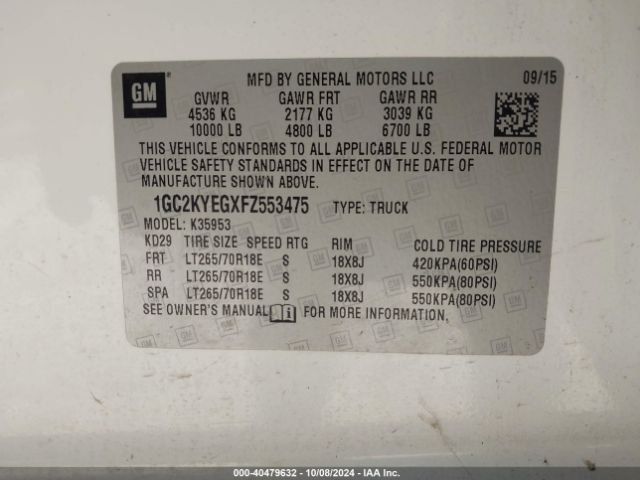 GM ® MFD BY GENERAL MOTORS LLC 09/15
GVWR GAWR FRT GAWR RR
4536 KG 2177 KG 3039 KG
10000 LB 4800 LB 6700 LB
THIS VEHICLE CONFORMS TO ALL APPLICABLE U.S. FEDERAL MOTOR
VEHICLE SAFETY STANDARDS IN EFFECT ON THE DATE OF
MANUFACTURE SHOWN ABOVE.
1GC2KYEGXFZ553475 TYPE: TRUCK
MODEL: K35953
KD29 TIRE SIZE SPEED RTG RIM COLD TIRE PRESSURE
FRT LT265/70R18E S 18X8J 420KPA(60PSI)
RR LT265/70R18E S 18X8J 550KPA(80PSI)
SPA LT265/70R18E S 18X8J 550KPA(80PSI)
SEE OWNER'S MANUAL i FOR MORE INFORMATION.
000-40479632 - 10/08/2024 - IAA Inc.